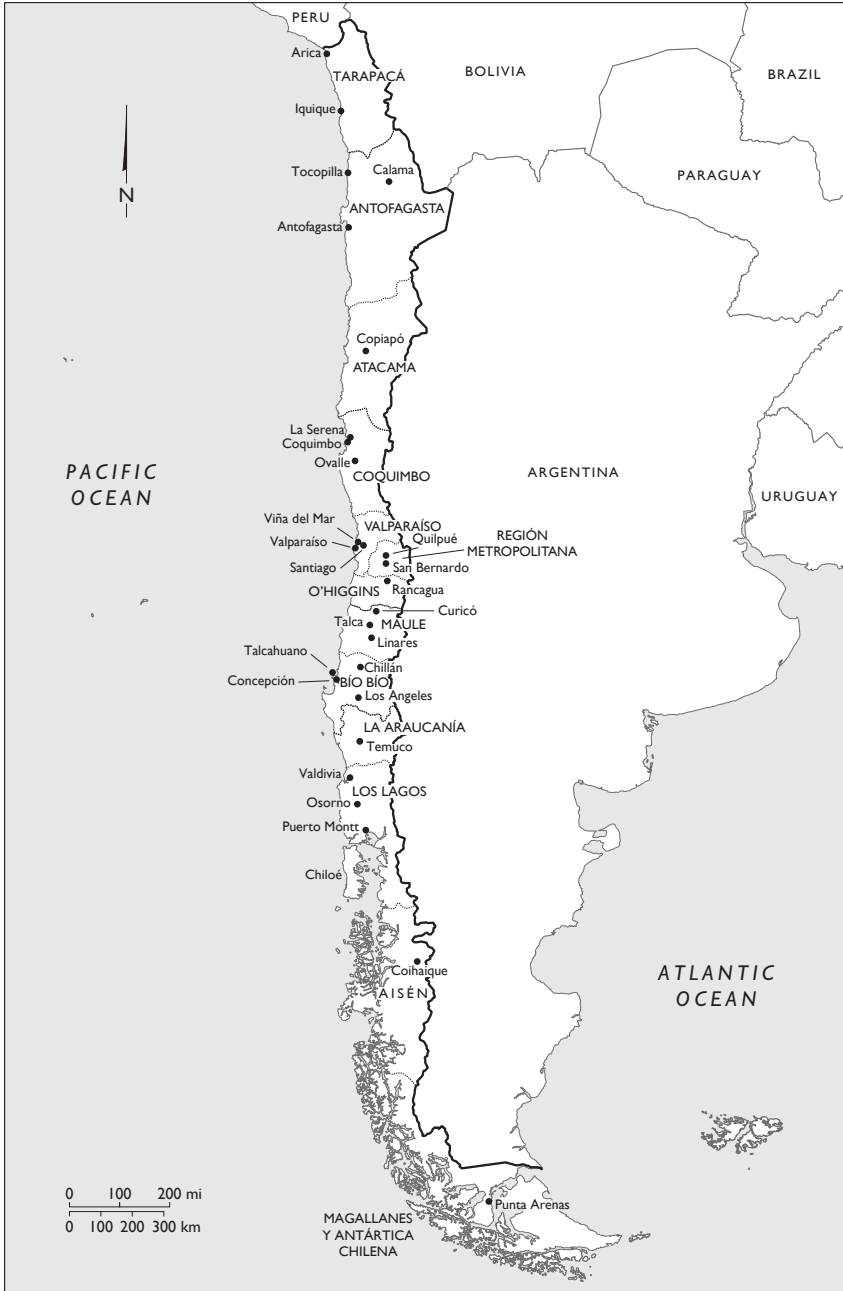 PERU
Arica
TARAPACÁ
BOLIVIA
BRAZIL
Iquique
Tocopilla
Calama
PARAGUAY
N
ANTOFAGASTA
Antofagasta
Copiapó
ATACAMA
La Serena
Coquimbo
Ovalle
COQUIMBO
PACIFIC
OCEAN
ARGENTINA
URUGUAY
Viña del Mar
VALPARAÍSO
Valparaíso
Quilpué
REGIÓN
METROPOLITANA
Santiago
San Bernardo
O'HIGGINS
Rancagua
Curicó
Talca
MAULE
Linares
Talcahuano
Chillán
Concepción
BÍO BÍO
Los Angeles
LA ARAUCANÍA
Temuco
Valdivia
LOS LAGOS
Osorno
Puerto Montt
Chiloé
Coihaique
AISÉN
ATLANTIC
OCEAN
0 100 200 mi
0 100 200 300 km
Punta Arenas
MAGALLANES
Y ANTÁRTICA
CHILENA